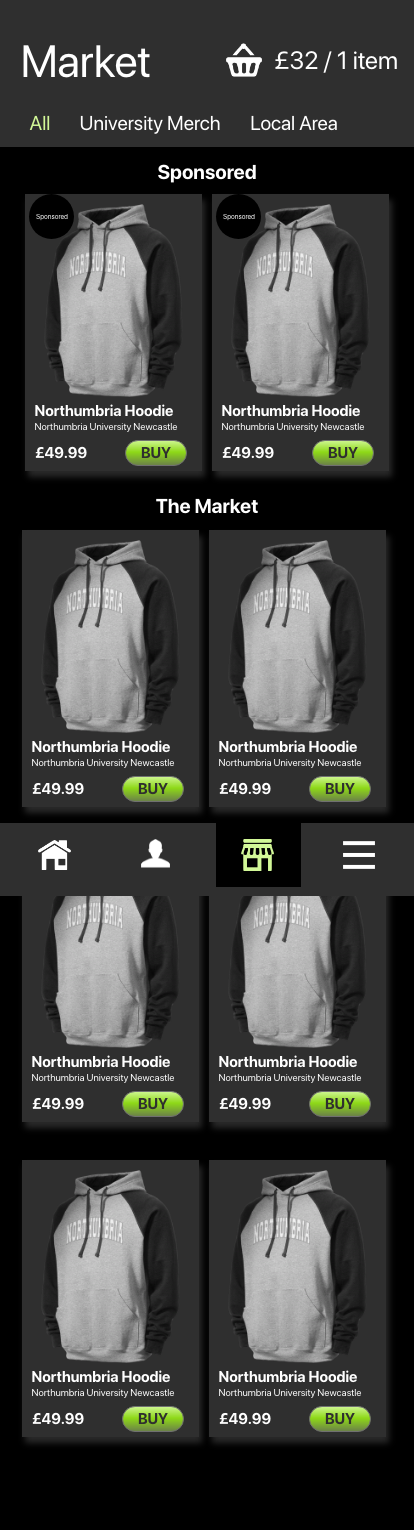 Market
£32 / 1 item
All University Merch Local Area
Sponsored
Sponsored Sponsored
NORTHUMBRIA NORTHUMBRIA
Northumbria Hoodie Northumbria Hoodie
Northumbria University Newcastle Northumbria University Newcastle
£49.99 BUY £49.99 BUY
The Market
NORTHUMBRIA NORTHUMBRIA
Northumbria Hoodie Northumbria Hoodie
Northumbria University Newcastle Northumbria University Newcastle
£49.99 BUY £49.99 BUY
NORTHUMBRIA NORTHUMBRIA
Northumbria Hoodie Northumbria Hoodie
Northumbria University Newcastle Northumbria University Newcastle
£49.99 BUY £49.99 BUY
NORTHUMBRIA NORTHUMBRIA
Northumbria Hoodie Northumbria Hoodie
Northumbria University Newcastle Northumbria University Newcastle
£49.99 BUY £49.99 BUY